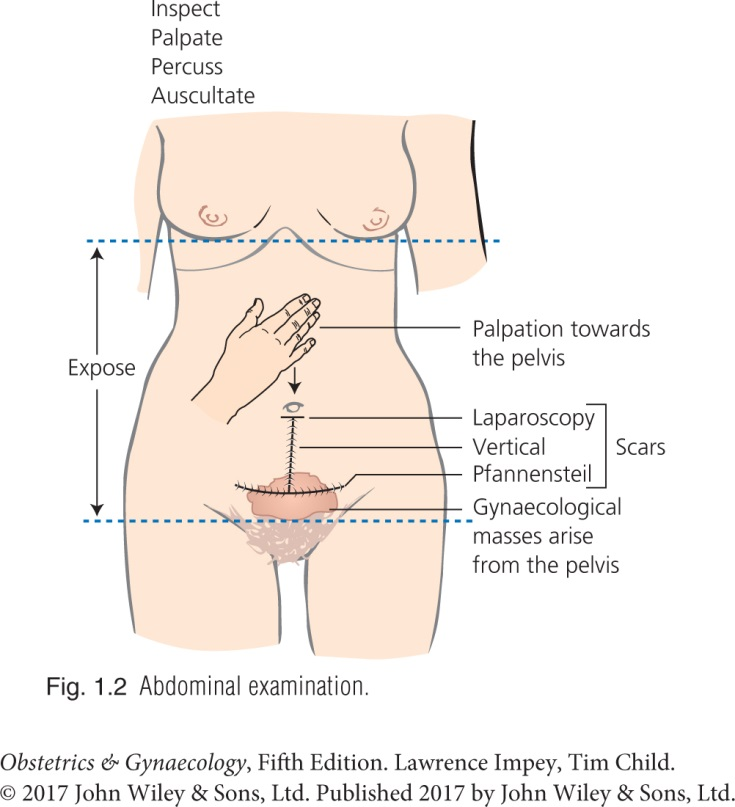 Inspect
Palpate
Percuss
Auscultate
Expose
Palpation towards
the pelvis
Laparoscopy
Vertical
Pfannensteil
Scars
Gynaecological
masses arise
from the pelvis
Fig. 1.2 Abdominal examination.
Obstetrics & Gynaecology, Fifth Edition. Lawrence Impey, Tim Child.
© 2017 John Wiley & Sons, Ltd. Published 2017 by John Wiley & Sons, Ltd.